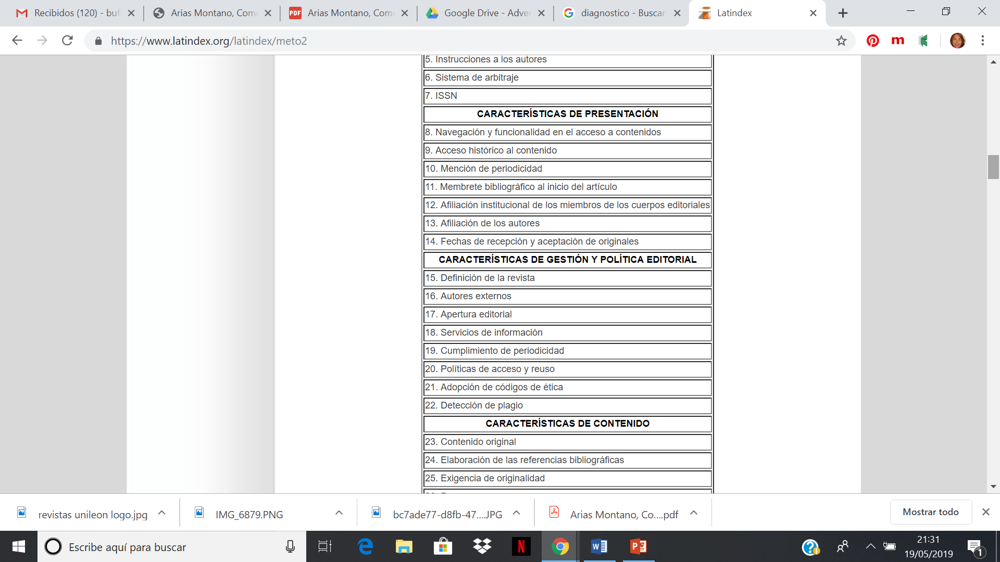 Recibidos (120) - buf
Arias Montano, Com
PDF
Arias Montano, Com
Google Drive - Adver
diagnostico - Buscar
Latindex
https://www.latindex.org/latindex/meto2
m
5. Instrucciones a los autores
6. Sistema de arbitraje
7. ISSN
CARACTERÍSTICAS DE PRESENTACIÓN
8. Navegación y funcionalidad en el acceso a contenidos
9. Acceso histórico al contenido
10. Mención de periodicidad
11. Membrete bibliográfico al inicio del artículo
12. Afiliación institucional de los miembros de los cuerpos editoriales
13. Afiliación de los autores
14. Fechas de recepción y aceptación de originales
CARACTERÍSTICAS DE GESTIÓN Y POLÍTICA EDITORIAL
15. Definición de la revista
16. Autores externos
17. Apertura editorial
18. Servicios de información
19. Cumplimiento de periodicidad
20. Políticas de acceso y reuso
21. Adopción de códigos de ética
22. Detección de plagio
CARACTERÍSTICAS DE CONTENIDO
23. Contenido original
24. Elaboración de las referencias bibliográficas
25. Exigencia de originalidad
revistas unileon logo.jpg
IMG_6879.PNG
bc7ade77-d8fb-47....JPG
Arias Montano, Co....pdf
Mostrar todo
Escribe aquí para buscar
21:31
19/05/2019
1